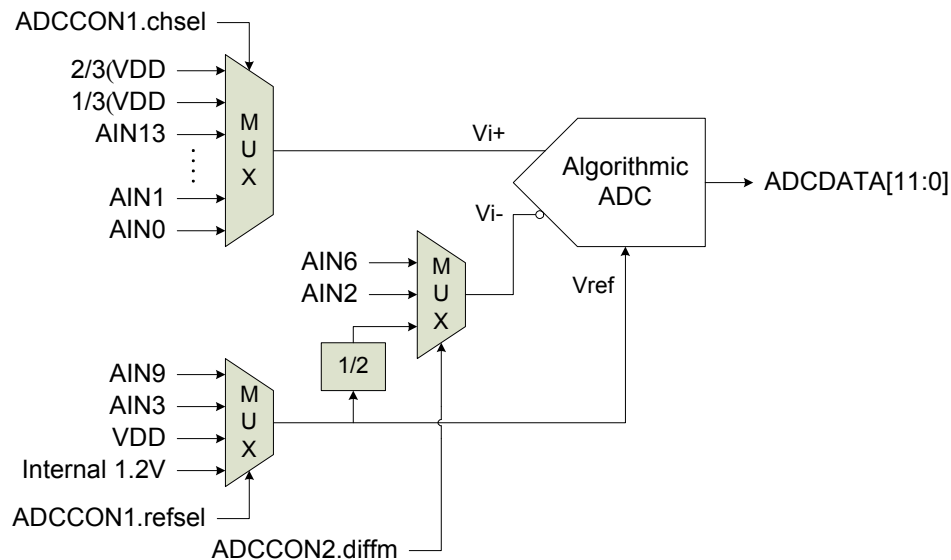 ADCCON1.chsel
2/3(VDD
1/3(VDD
AIN13
AIN1
AIN0
M
U
X
Vi+
Algorithmic
ADC
ADCDATA[11:0]
Vi-
AIN6
AIN2
M
U
X
Vref
1/2
AIN9
AIN3
VDD
Internal 1.2V
M
U
X
ADCCON1.refsel
ADCCON2.diffm